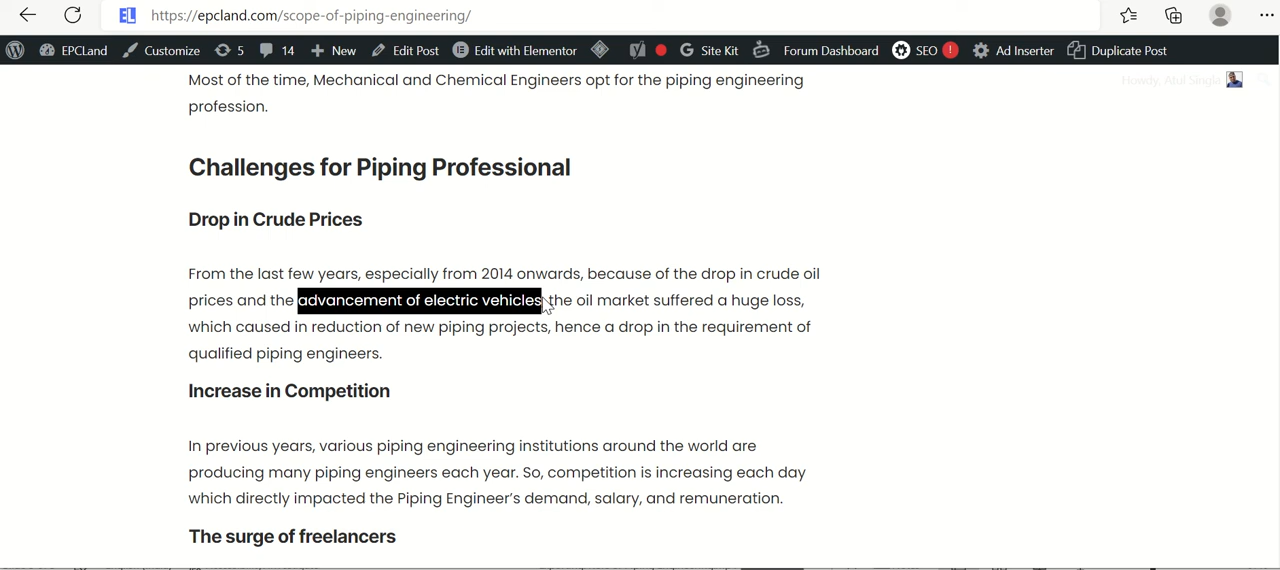 https://epcland.com/scope-of-piping-engineering/
EPCLand Customize 5 14 New Edit Post Edit with Elementor Site Kit Forum Dashboard SEO ! Ad Inserter Duplicate Post
Howdy, Atul Singla
Most of the time, Mechanical and Chemical Engineers opt for the piping engineering
profession.
Challenges for Piping Professional
Drop in Crude Prices
From the last few years, especially from 2014 onwards, because of the drop in crude oil
prices and the advancement of electric vehicles, the oil market suffered a huge loss,
which caused in reduction of new piping projects, hence a drop in the requirement of
qualified piping engineers.
Increase in Competition
In previous years, various piping engineering institutions around the world are
producing many piping engineers each year. So, competition is increasing each day
which directly impacted the Piping Engineer's demand, salary, and remuneration.
The surge of freelancers